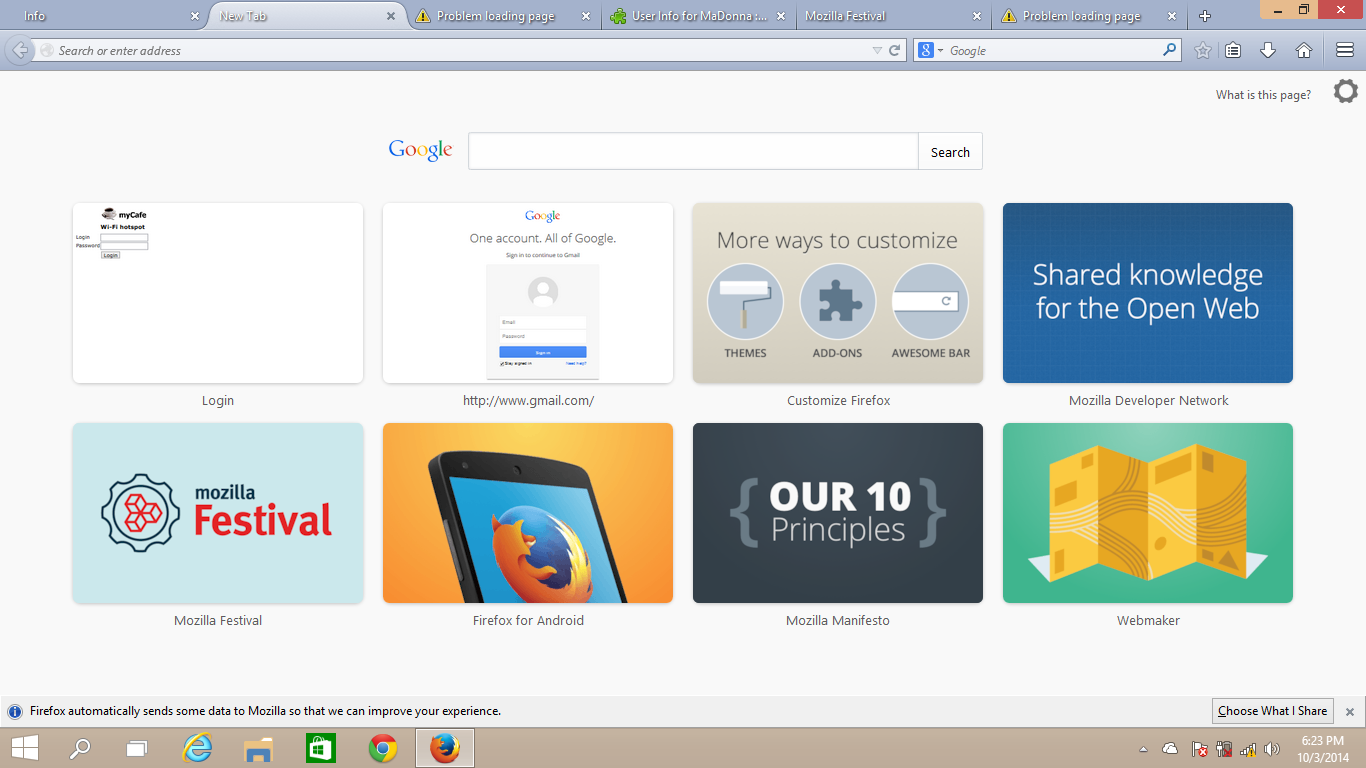 Info
New Tab
Problem loading page
User Info for MaDonna :...
Mozilla Festival
Problem loading page
Search or enter address
8 Google
What is this page?
Google
Search
myCafe
Wi-Fi hotspot
Login
Password
Login
Google
One account. All of Google.
Sign in to continue to Gmail
Email
Password
Sign in
Stay signed in Need help?
More ways to customize
THEMES ADD-ONS AWESOME BAR
Shared knowledge
for the Open Web
Login
http://www.gmail.com/
Customize Firefox
Mozilla Developer Network
mozilla
Festival
{ OUR 10 }
Principles
Mozilla Festival
Firefox for Android
Mozilla Manifesto
Webmaker
Firefox automatically sends some data to Mozilla so that we can improve your experience.
Choose What I Share
6:23 PM
10/3/2014